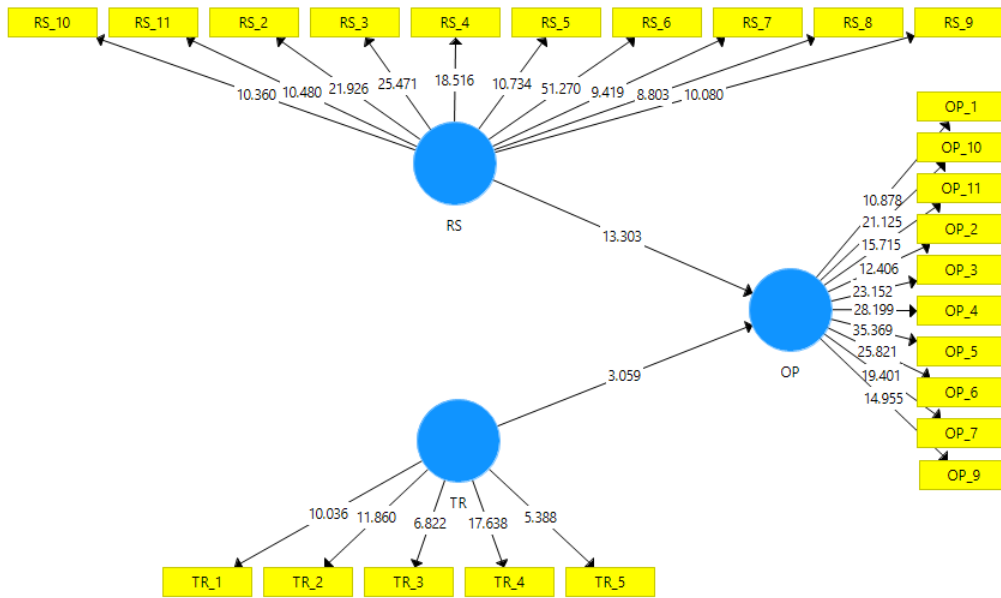 RS_10 RS_11 RS_2 RS_3 RS_4 RS_5 RS_6 RS_7 RS_8 RS_9
10.360 10.480 21.926 25.471 18.516 10.734 51.270 9.419 8.803 10.080
RS
13.303
OP_1
OP_10
OP_11
OP_2
OP_3
OP_4
OP_5
OP_6
OP_7
OP_9
10.878
21.125
15.715
12.406
23.152
28.199
35.369
25.821
19.401
14.955
OP
3.059
TR
10.036 11.860 6.822 17.638 5.388
TR_1 TR_2 TR_3 TR_4 TR_5